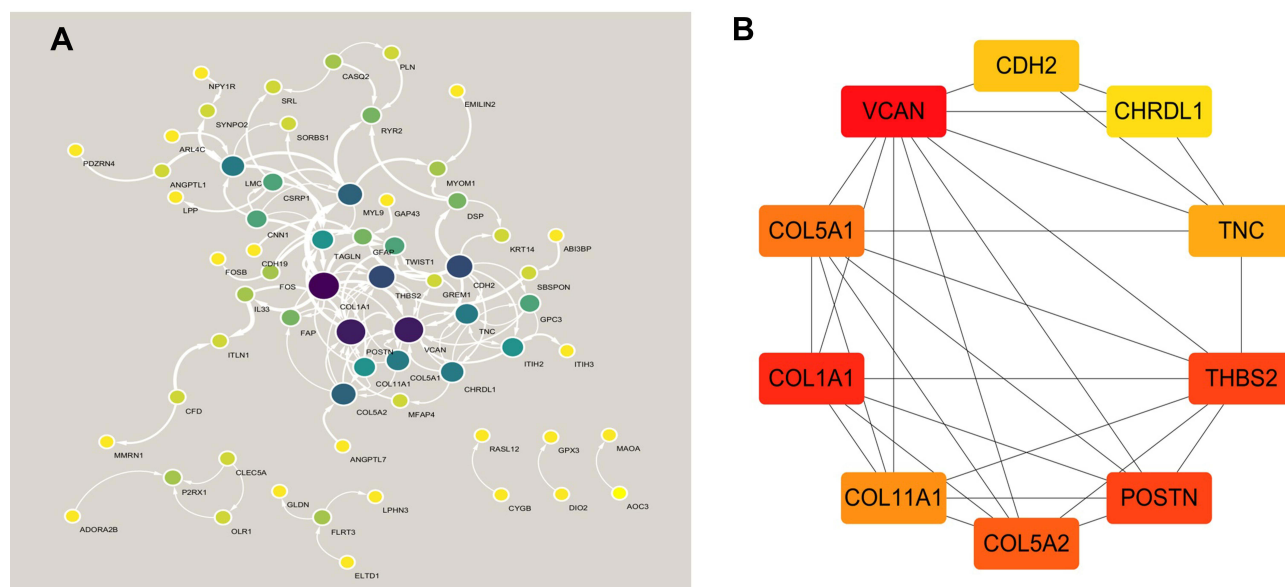 A
PLN
CASQ2
NPY1R
SRL
EMILIN2
SYNPO2
RYR2
SORBS1
ARL4C
PDZRN4
ANGPTL1
LMC
MYOM1
CSRP1
LPP
MYL9
GAP43
DSP
CNN1
TAGLN
GFAP
KRT14
ABI3BP
CDH19
TWIST1
FOSB
FOS
THBS2
CDH2
GREM1
SBSPON
IL33
COL1A1
GPC3
FAP
TNC
POSTN
VCAN
ITLN1
ITIH2
ITIH3
COL11A1
COL5A1
CHRDL1
CFD
COL5A2
MFAP4
MMRN1
ANGPTL7
RASL12
GPX3
MAOA
CLEC5A
P2RX1
GLDN
LPHN3
CYGB
DIO2
AOC3
ADORA2B
OLR1
FLRT3
ELTD1
B
CDH2
VCAN
CHRDL1
COL5A1
TNC
COL1A1
THBS2
COL11A1
POSTN
COL5A2